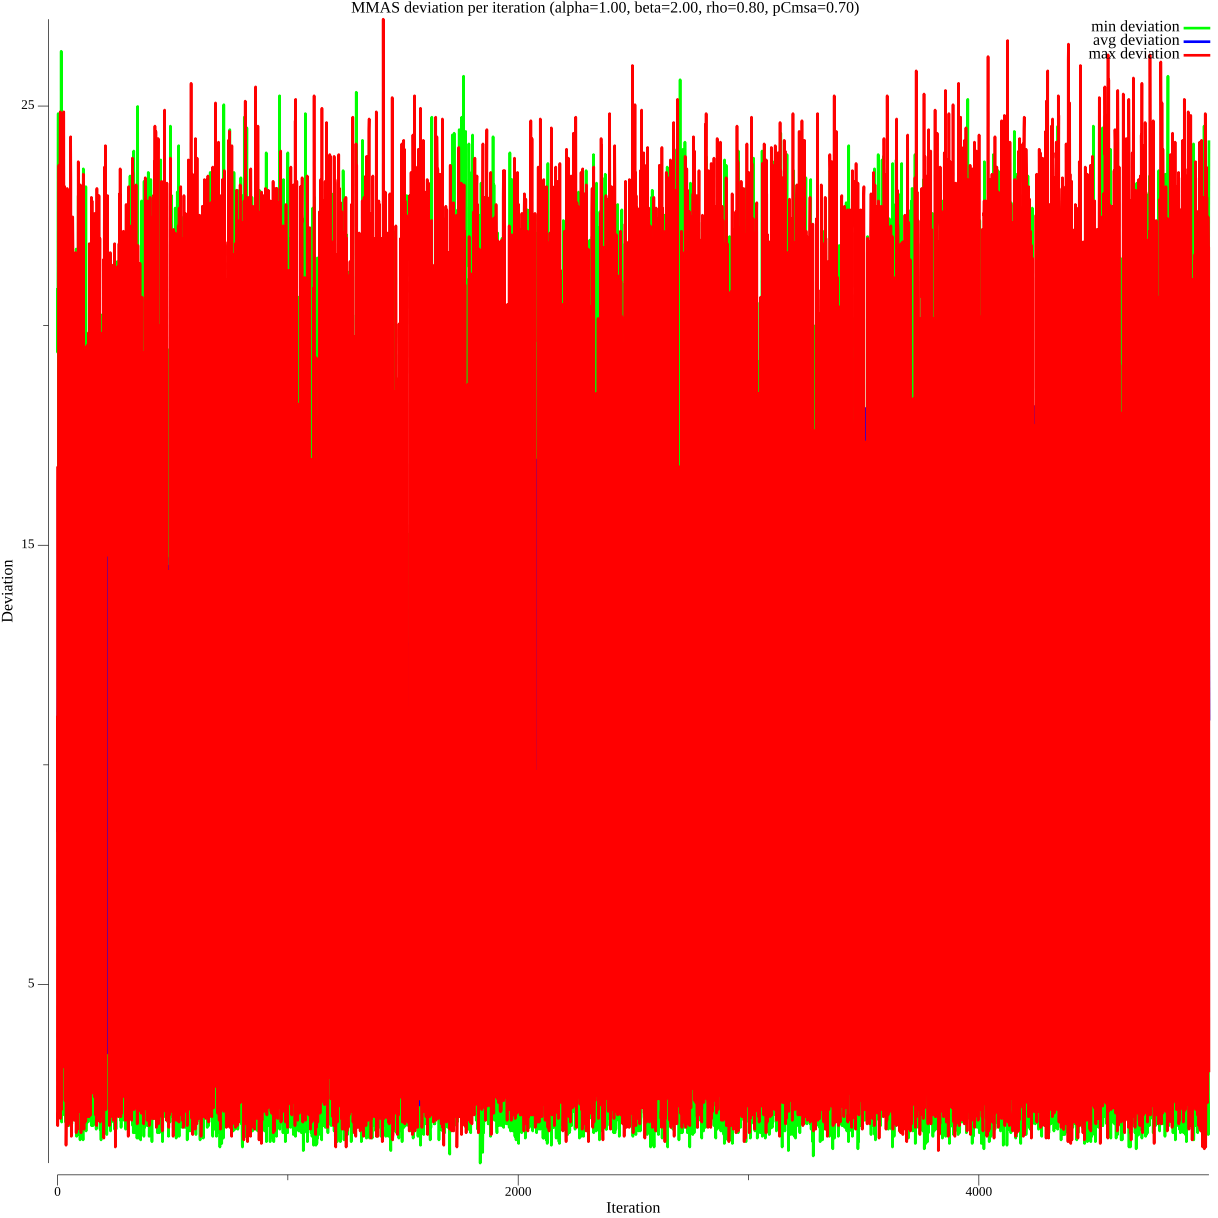 MMAS deviation per iteration (alpha=1.00, beta=2.00, rho=0.80, pCmsa=0.70)
min deviation
avg deviation
max deviation
25
15
5
Deviation
0
2000
4000
Iteration